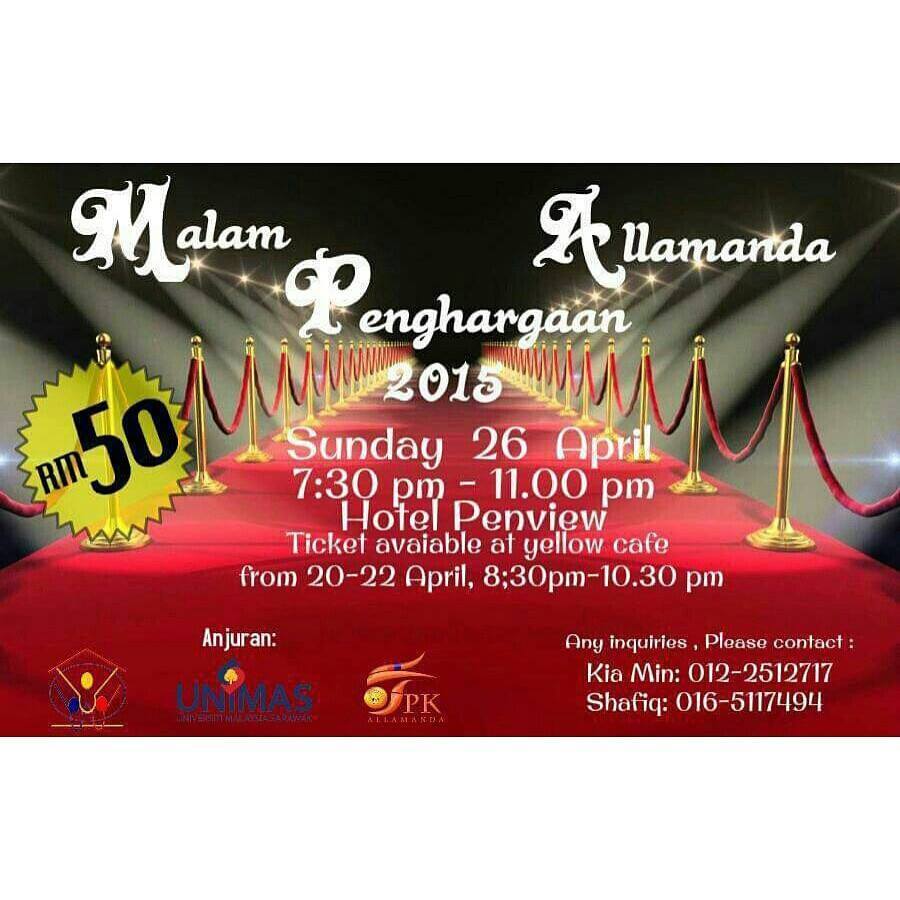 Malam Allamanda
Penghargaan
2015
RM50
Sunday 26 April
7:30 pm - 11.00 pm
Hotel Penview
Ticket avaiable at yellow cafe
from 20-22 April, 8;30pm-10.30 pm
Anjuran:
UNIMAS
UNIVERSITI MALAYSIA SARAWAK
JPK
ALLAMANDA
Any inquiries , Please contact :
Kia Min: 012-2512717
Shafiq: 016-5117494